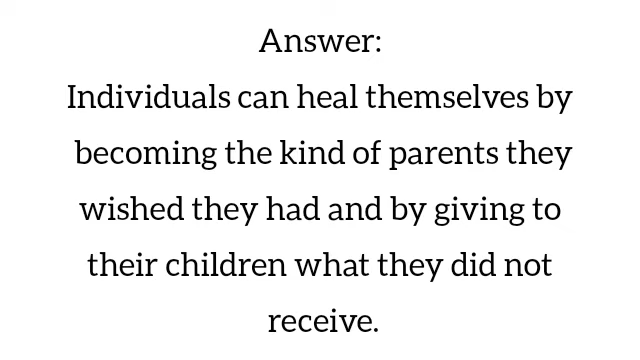 Answer:
Individuals can heal themselves by
becoming the kind of parents they
wished they had and by giving to
their children what they did not
receive.